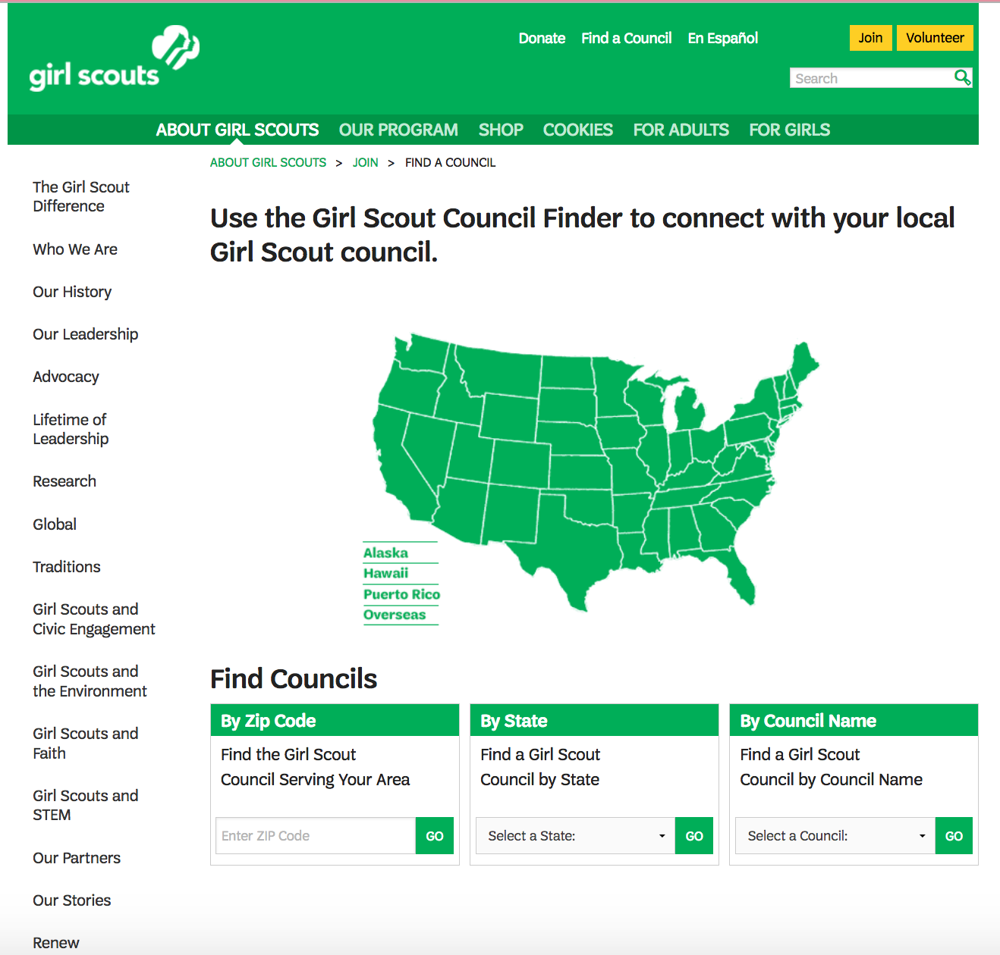 girl scouts
Donate Find a Council En Español
Join Volunteer
Search
ABOUT GIRL SCOUTS OUR PROGRAM SHOP COOKIES FOR ADULTS FOR GIRLS
ABOUT GIRL SCOUTS > JOIN > FIND A COUNCIL
The Girl Scout
Difference
Who We Are
Our History
Our Leadership
Advocacy
Lifetime of
Leadership
Research
Global
Traditions
Girl Scouts and
Civic Engagement
Girl Scouts and
the Environment
Girl Scouts and
Faith
Girl Scouts and
STEM
Our Partners
Our Stories
Renew
Use the Girl Scout Council Finder to connect with your local
Girl Scout council.
Alaska
Hawaii
Puerto Rico
Overseas
Find Councils
By Zip Code
Find the Girl Scout
Council Serving Your Area
Enter ZIP Code GO
By State
Find a Girl Scout
Council by State
Select a State: GO
By Council Name
Find a Girl Scout
Council by Council Name
Select a Council: GO